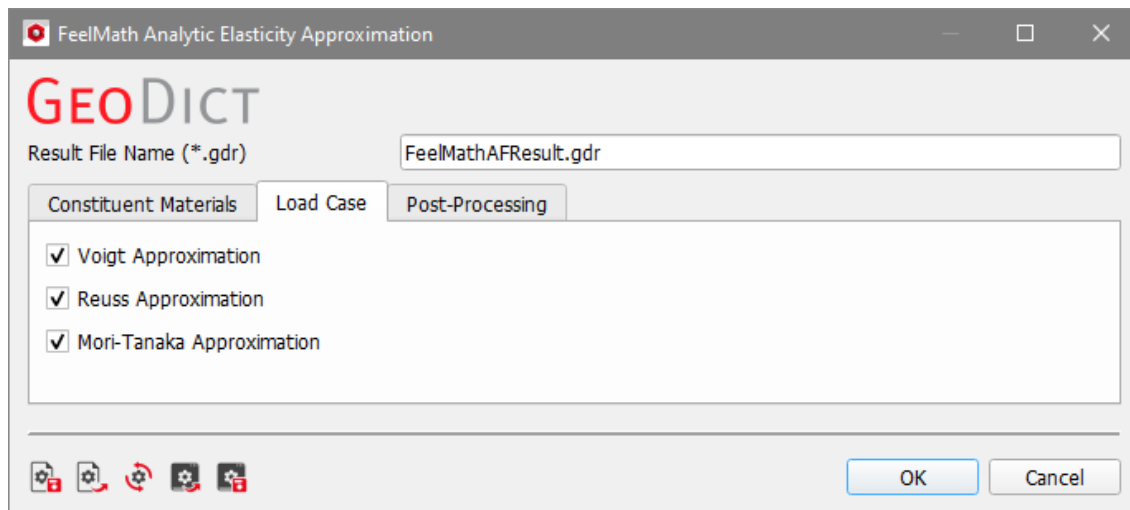 FeelMath Analytic Elasticity Approximation
GEODICT
Result File Name (*.gdr) FeelMathAFResult.gdr
Constituent Materials Load Case Post-Processing
Voigt Approximation
Reuss Approximation
Mori-Tanaka Approximation
OK Cancel